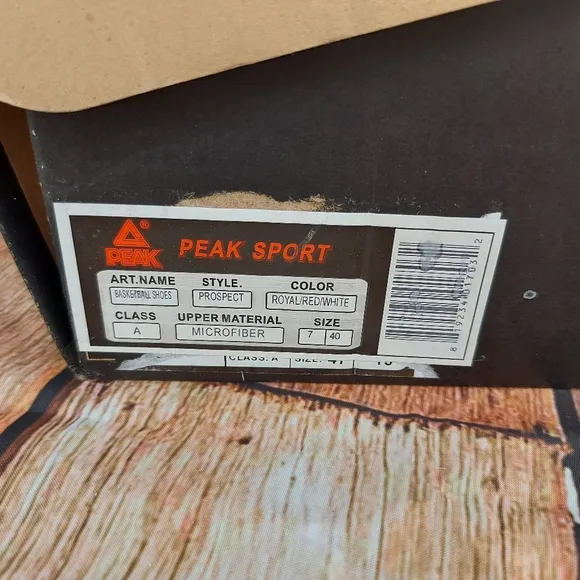 PEAK®
PEAK SPORT
ART.NAME STYLE. COLOR
BASKETBALL SHOES PROSPECT ROYAL/RED/WHITE
CLASS UPPER MATERIAL SIZE
A MICROFIBER 7 40
CLASS: A SIZE: